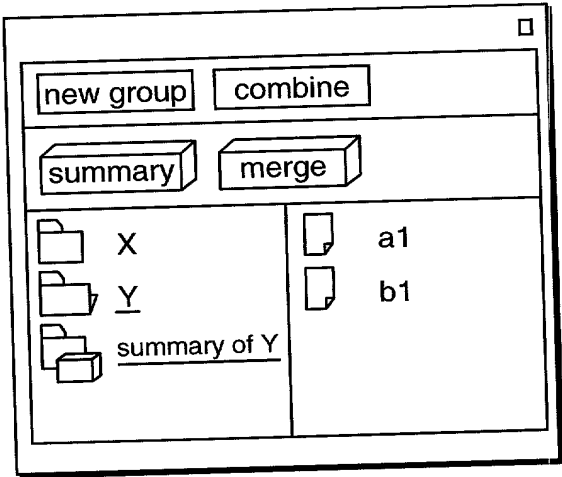 new group combine
summary merge
X a1
Y b1
summary of Y